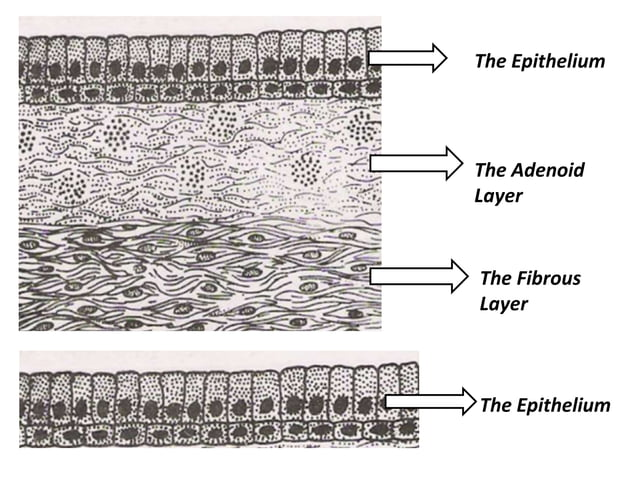 The Epithelium
The Adenoid
Layer
The Fibrous
Layer
The Epithelium